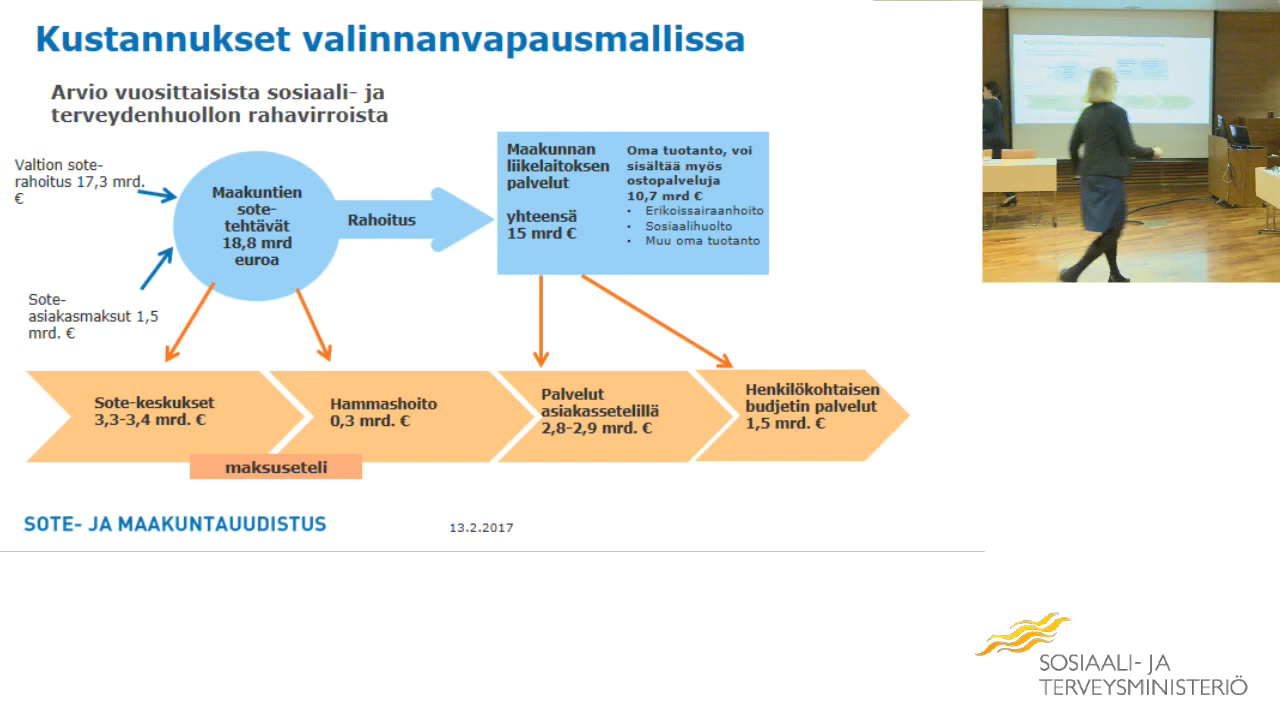 Kustannukset valinnanvapausmallissa
Arvio vuosittaisista sosiaali- ja
terveydenhuollon rahavirroista
Valtion sote-
rahoitus 17,3 mrd.
€
Sote-
asiakasmaksut 1,5
mrd. €
Maakuntien
sote-
tehtävät
18,8 mrd
euroa
Rahoitus
Maakunnan
liikelaitoksen
palvelut
yhteensä
15 mrd €
Oma tuotanto, voi
sisältää myös
ostopalveluja
10,7 mrd €
• Erikoissairaanhoito
• Sosiaalihuolto
• Muu oma tuotanto
Sote-keskukset
3,3-3,4 mrd. €
Hammashoito
0,3 mrd. €
Palvelut
asiakassetelillä
2,8-2,9 mrd. €
Henkilökohtaisen
budjetin palvelut
1,5 mrd. €
maksuseteli
SOTE- JA MAAKUNTAUUDISTUS
13.2.2017
SOSIAALI- JA
TERVEYSMINISTERIÖ